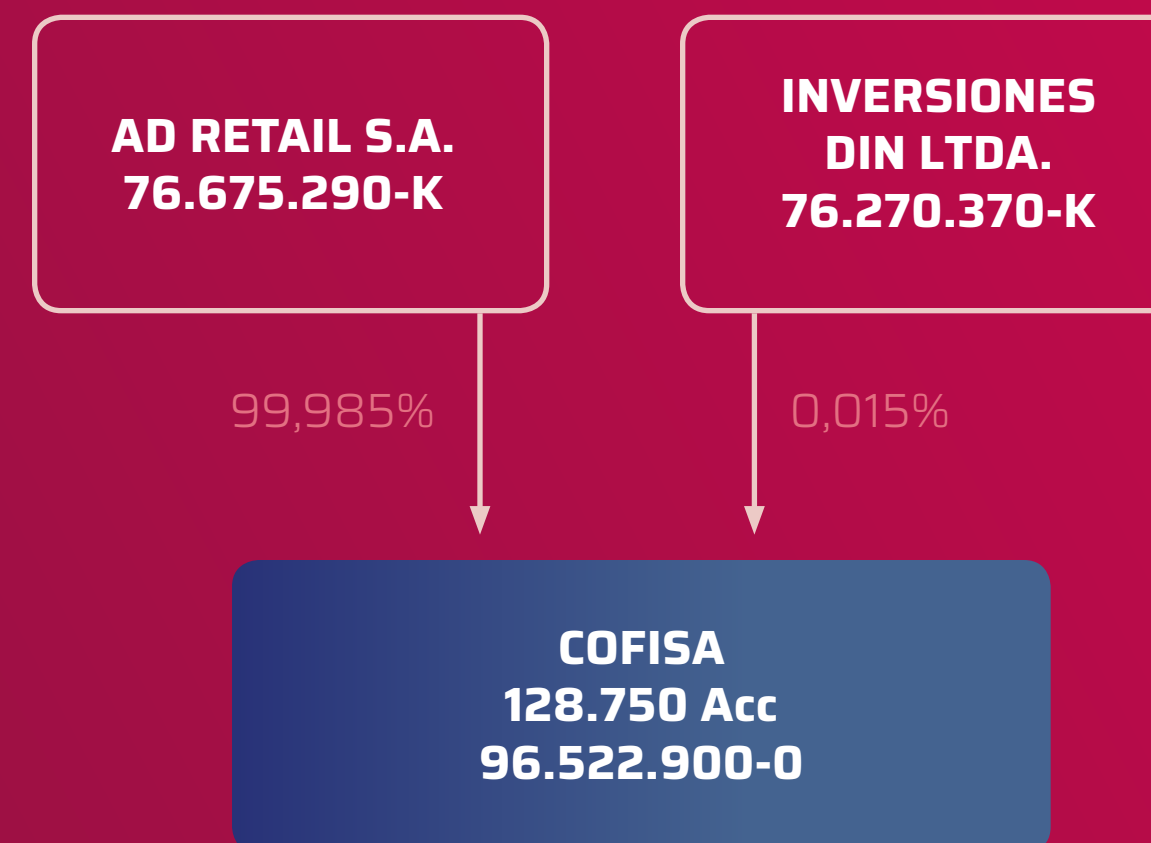 AD RETAIL S.A.
76.675.290-K
INVERSIONES
DIN LTDA.
76.270.370-K
99,985%
0,015%
COFISA
128.750 Acc
96.522.900-0